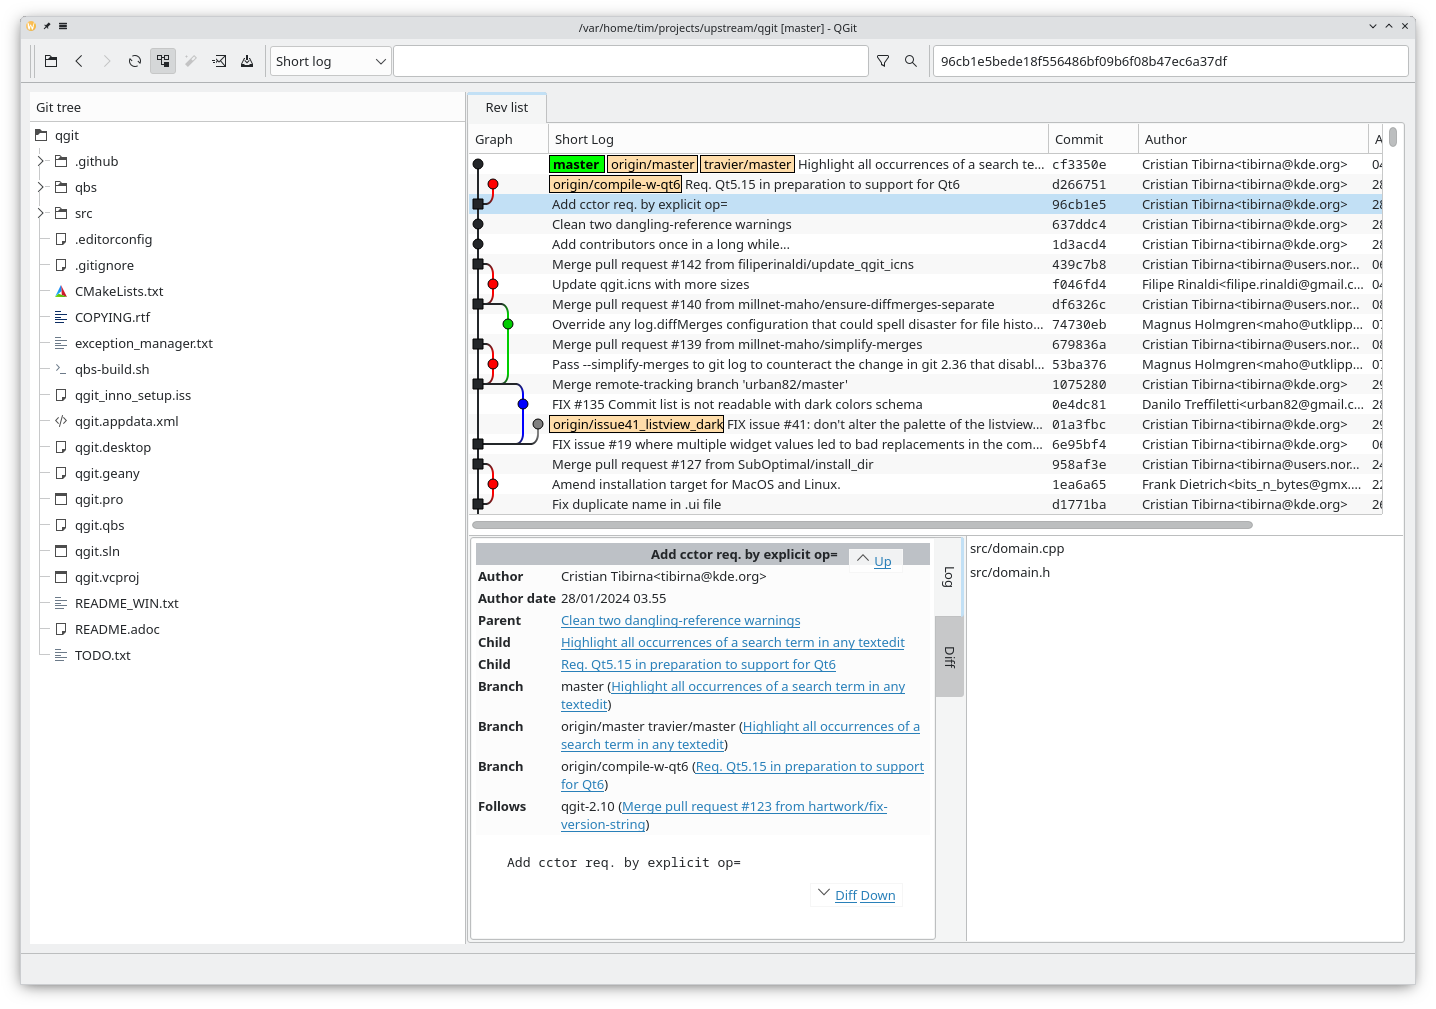 /var/home/tim/projects/upstream/qgit [master] - QGit
Short log
96cb1e5bede18f556486bf09b6f08b47ec6a37df
Git tree
qgit
.github
qbs
src
.editorconfig
.gitignore
CMakeLists.txt
COPYING.rtf
exception_manager.txt
qbs-build.sh
qgit_inno_setup.iss
qgit.appdata.xml
qgit.desktop
qgit.geany
qgit.pro
qgit.qbs
qgit.sln
qgit.vcproj
README_WIN.txt
README.adoc
TODO.txt
Rev list
Graph Short Log Commit Author A
master origin/master travier/master Highlight all occurrences of a search te... cf3350e Cristian Tibirna<tibirna@kde.org> 04
origin/compile-w-qt6 Req. Qt5.15 in preparation to support for Qt6 d266751 Cristian Tibirna<tibirna@kde.org> 28
Add cctor req. by explicit op= 96cb1e5 Cristian Tibirna<tibirna@kde.org> 28
Clean two dangling-reference warnings 637ddc4 Cristian Tibirna<tibirna@kde.org> 28
Add contributors once in a long while... 1d3acd4 Cristian Tibirna<tibirna@kde.org> 28
Merge pull request #142 from filiperinaldi/update_qgit_icns 439c7b8 Cristian Tibirna<tibirna@users.nor... 06
Update qgit.icns with more sizes f046fd4 Filipe Rinaldi<filipe.rinaldi@gmail.c... 04
Merge pull request #140 from millnet-maho/ensure-diffmerges-separate df6326c Cristian Tibirna<tibirna@users.nor... 08
Override any log.diffMerges configuration that could spell disaster for file histo... 74730eb Magnus Holmgren<maho@utklipp... 07
Merge pull request #139 from millnet-maho/simplify-merges 679836a Cristian Tibirna<tibirna@users.nor... 08
Pass --simplify-merges to git log to counteract the change in git 2.36 that disabl... 53ba376 Magnus Holmgren<maho@utklipp... 07
Merge remote-tracking branch 'urban82/master' 1075280 Cristian Tibirna<tibirna@kde.org> 29
FIX #135 Commit list is not readable with dark colors schema 0e4dc81 Danilo Treffiletti<urban82@gmail.c... 28
origin/issue41_listview_dark FIX issue #41: don't alter the palette of the listview... 01a3fbc Cristian Tibirna<tibirna@kde.org> 29
FIX issue #19 where multiple widget values led to bad replacements in the com... 6e95bf4 Cristian Tibirna<tibirna@kde.org> 06
Merge pull request #127 from SubOptimal/install_dir 958af3e Cristian Tibirna<tibirna@users.nor... 24
Amend installation target for MacOS and Linux. 1ea6a65 Frank Dietrich<bits_n_bytes@gmx.... 22
Fix duplicate name in .ui file d1771ba Cristian Tibirna<tibirna@kde.org> 26
Add cctor req. by explicit op=
Up
Author Cristian Tibirna<tibirna@kde.org>
Author date 28/01/2024 03.55
Parent Clean two dangling-reference warnings
Child Highlight all occurrences of a search term in any textedit
Child Req. Qt5.15 in preparation to support for Qt6
Branch master (Highlight all occurrences of a search term in any
textedit)
Branch origin/master travier/master (Highlight all occurrences of a
search term in any textedit)
Branch origin/compile-w-qt6 (Req. Qt5.15 in preparation to support
for Qt6)
Follows qgit-2.10 (Merge pull request #123 from hartwork/fix-
version-string)
Add cctor req. by explicit op=
Diff Down
Log
Diff
src/domain.cpp
src/domain.h